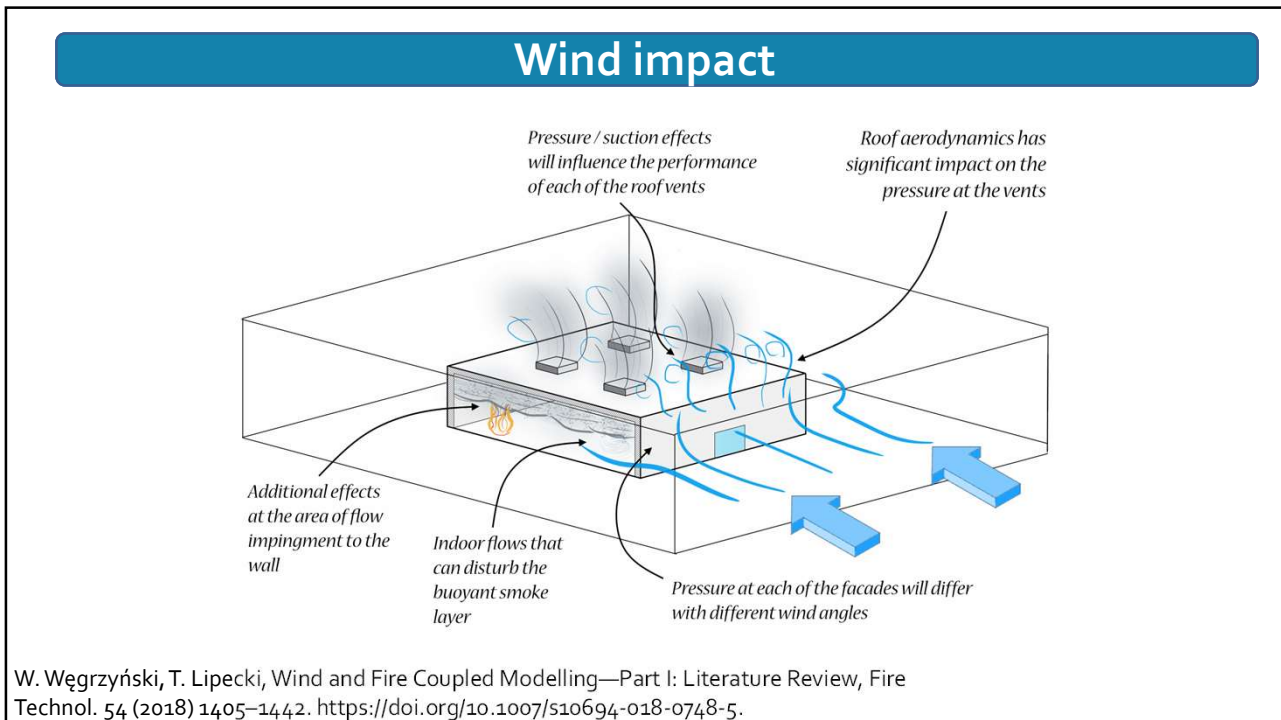 Wind impact
Pressure / suction effects
will influence the performance
of each of the roof vents
Roof aerodynamics has
significant impact on the
pressure at the vents
Additional effects
at the area of flow
impingment to the
wall
Indoor flows that
can disturb the
buoyant smoke
layer
Pressure at each of the facades will differ
with different wind angles
W. Węgrzyński, T. Lipecki, Wind and Fire Coupled Modelling—Part I: Literature Review, Fire
Technol. 54 (2018) 1405–1442. https://doi.org/10.1007/s10694-018-0748-5.